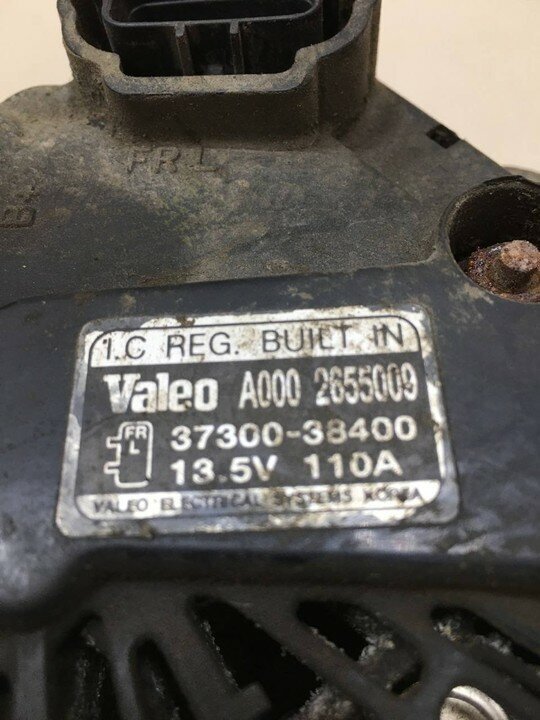 FR L
B.
I.C REG. BUILT IN
Valeo A000 2655009
FR
L
37300-38400
13.5V 110A
VALEO ELECTRICAL SYSTEMS KOREA